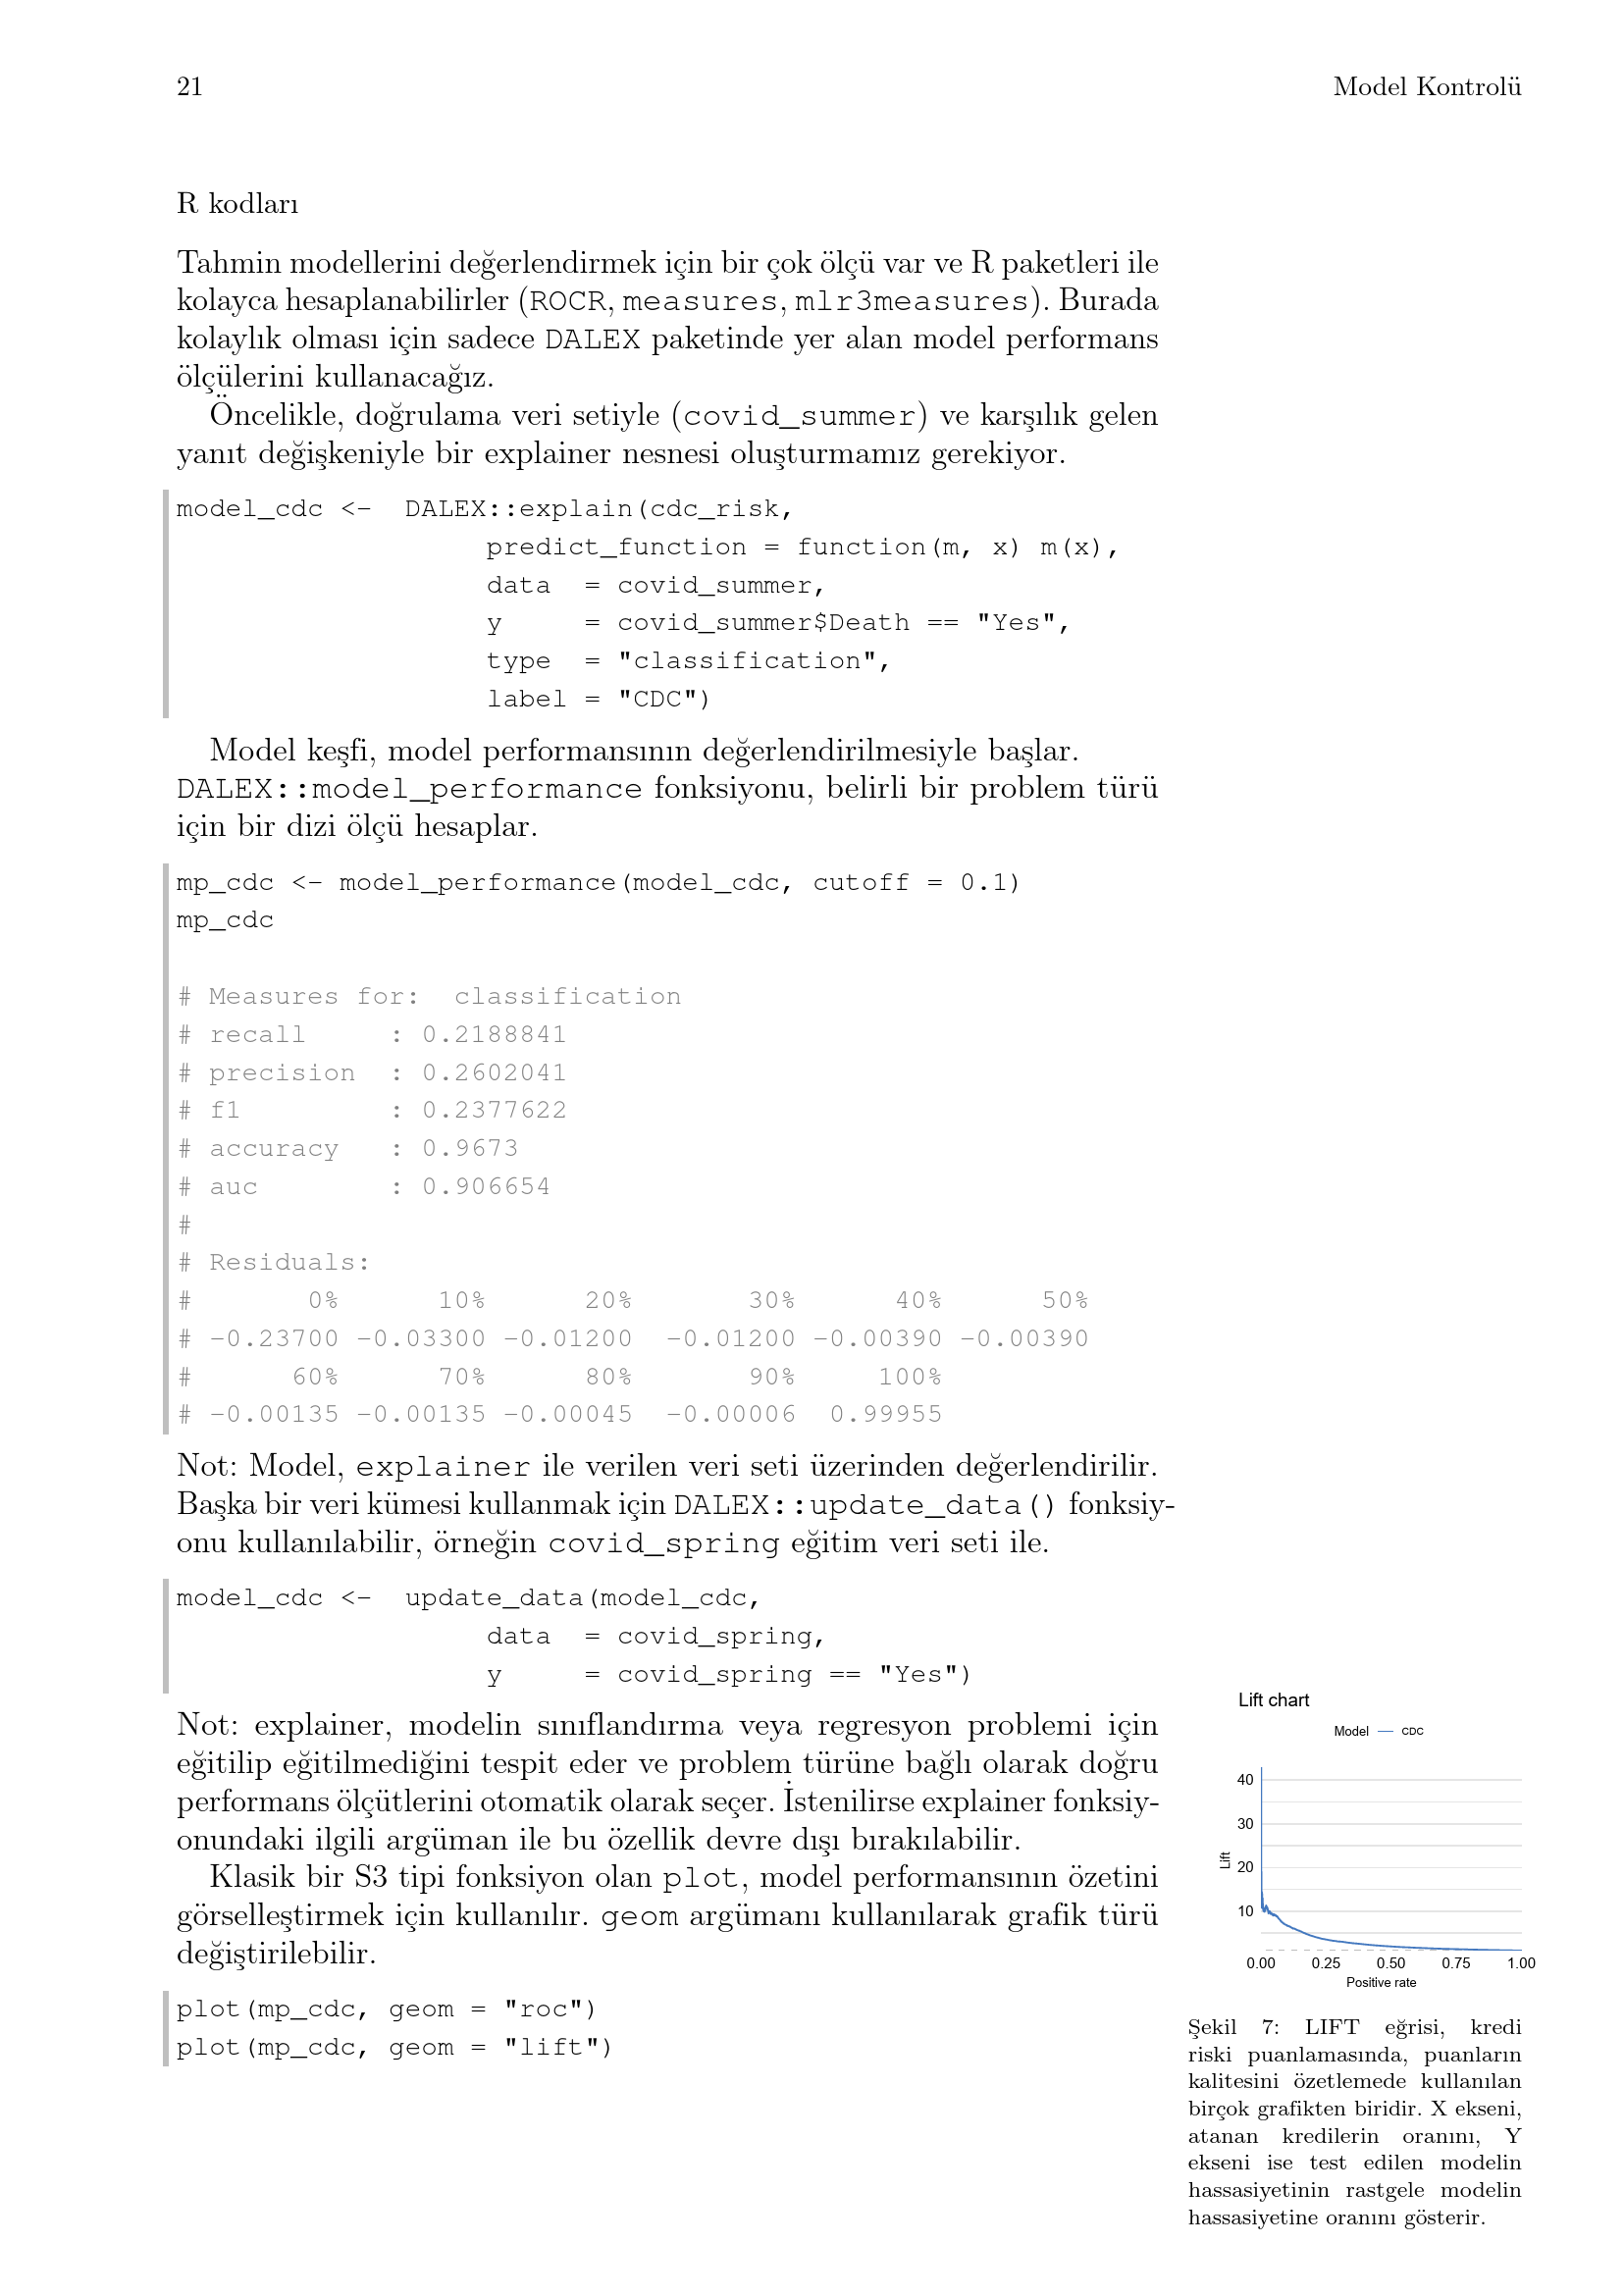 21 Model Kontrolü
R kodları
Tahmin modellerini değerlendirmek için bir çok ölçü var ve R paketleri ile
kolayca hesaplanabilirler (ROCR, measures, mlr3measures). Burada
kolaylık olması için sadece DALEX paketinde yer alan model performans
ölçülerini kullanacağız.
Öncelikle, doğrulama veri setiyle (covid_summer) ve karşılık gelen
yanıt değişkeniyle bir explainer nesnesi oluşturmamız gerekiyor.
model_cdc <-  DALEX::explain(cdc_risk,
                   predict_function = function(m, x) m(x),
                   data  = covid_summer,
                   y     = covid_summer$Death == "Yes",
                   type  = "classification",
                   label = "CDC")
Model keşfi, model performansının değerlendirilmesiyle başlar.
DALEX::model_performance fonksiyonu, belirli bir problem türü
için bir dizi ölçü hesaplar.
mp_cdc <- model_performance(model_cdc, cutoff = 0.1)
mp_cdc
# Measures for:  classification
# recall     : 0.2188841
# precision  : 0.2602041
# f1         : 0.2377622
# accuracy   : 0.9673
# auc        : 0.906654
#
# Residuals:
#       0%      10%      20%       30%      40%      50%
# -0.23700 -0.03300 -0.01200  -0.01200 -0.00390 -0.00390
#      60%      70%      80%       90%     100%
# -0.00135 -0.00135 -0.00045  -0.00006  0.99955
Not: Model, explainer ile verilen veri seti üzerinden değerlendirilir.
Başka bir veri kümesi kullanmak için DALEX::update_data() fonksiy-
onu kullanılabilir, örneğin covid_spring eğitim veri seti ile.
model_cdc <-  update_data(model_cdc,
                   data  = covid_spring,
                   y     = covid_spring == "Yes")
Not: explainer, modelin sınıflandırma veya regresyon problemi için
eğitilip eğitilmediğini tespit eder ve problem türüne bağlı olarak doğru
performans ölçütlerini otomatik olarak seçer. İstenilirse explainer fonksiy-
onundaki ilgili argüman ile bu özellik devre dışı bırakılabilir.
Klasik bir S3 tipi fonksiyon olan plot, model performansının özetini
görselleştirmek için kullanılır. geom argümanı kullanılarak grafik türü
değiştirilebilir.
plot(mp_cdc, geom = "roc")
plot(mp_cdc, geom = "lift")
Lift chart
Model CDC
40
30
20
10
Lift
0.00 0.25 0.50 0.75 1.00
Positive rate
Şekil 7: LIFT eğrisi, kredi
riski puanlamasında, puanların
kalitesini özetlemede kullanılan
birçok grafikten biridir. X ekseni,
atanan kredilerin oranını, Y
ekseni ise test edilen modelin
hassasiyetinin rastgele modelin
hassasiyetine oranını gösterir.